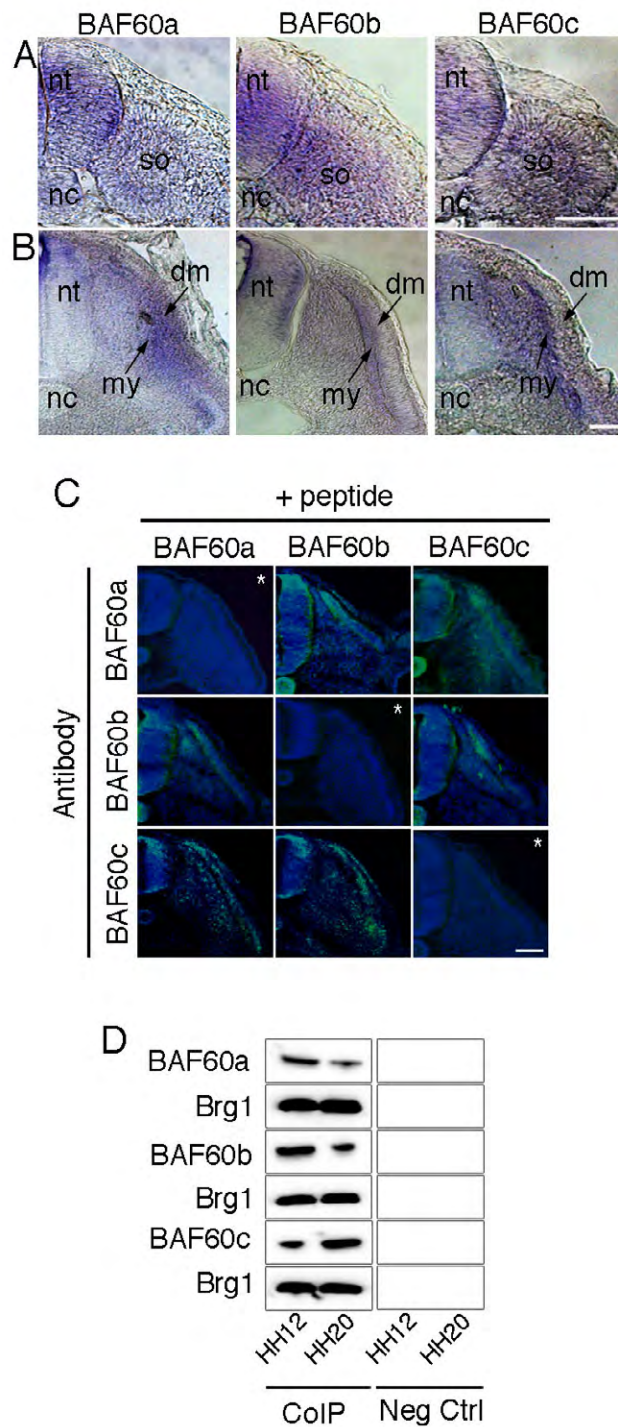 BAF60a BAF60b BAF60c
A
nt nt nt
so so so
nc nc nc
B
dm dm dm
nt nt nt
my my my
nc nc nc
C
+ peptide
BAF60a BAF60b BAF60c
Antibody
BAF60a *
BAF60b *
BAF60c *
D
BAF60a
Brg1
BAF60b
Brg1
BAF60c
Brg1
HH12 HH20 HH12 HH20
CoIP Neg Ctrl